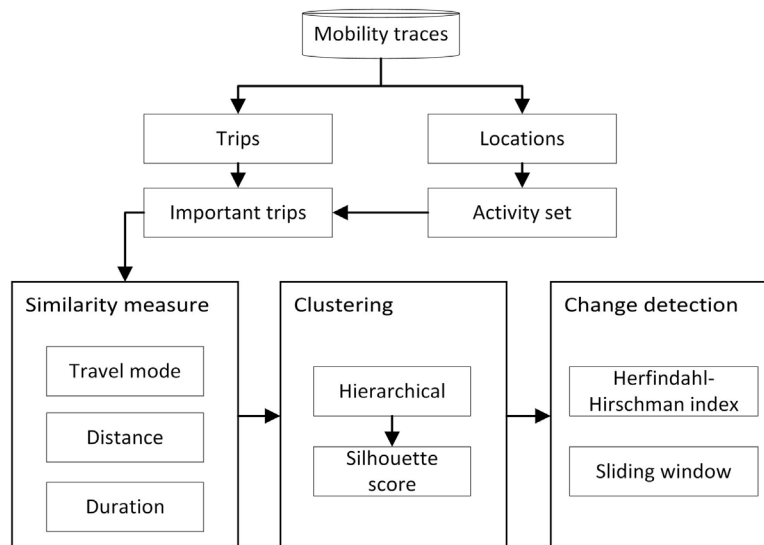 Mobility traces
Trips
Locations
Important trips
Activity set
Similarity measure
Travel mode
Distance
Duration
Clustering
Hierarchical
Silhouette
score
Change detection
Herfindahl-
Hirschman index
Sliding window